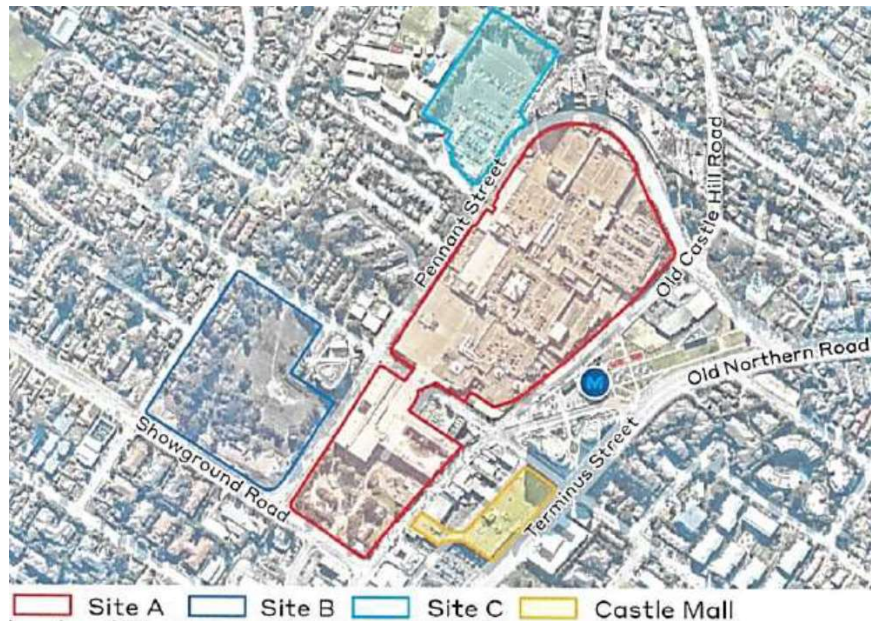 Pennant Street
Old Castle Hill Road
Old Northern Road
M
Showground Road
Terminus Street
Site A
Site B
Site C
Castle Mall